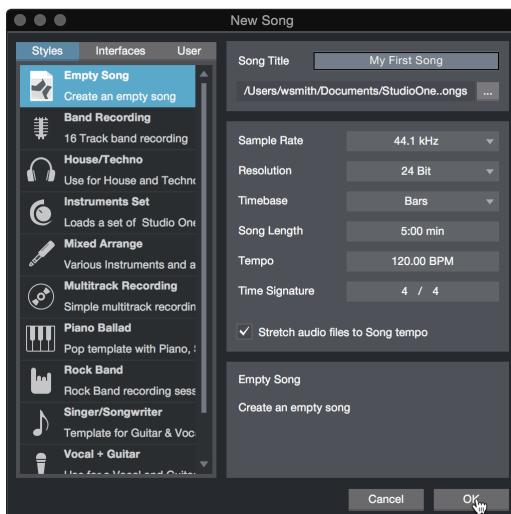 New Song
Styles Interfaces User
Empty Song
Create an empty song
Band Recording
16 Track band recording
House/Techno
Use for House and Techno
Instruments Set
Loads a set of Studio One
Mixed Arrange
Various Instruments and a
Multitrack Recording
Simple multitrack recordin
Piano Ballad
Pop template with Piano,
Rock Band
Rock Band recording sess
Singer/Songwriter
Template for Guitar & Voc
Vocal + Guitar
Use for a Vocal and Guita
Song Title My First Song
/Users/wsmith/Documents/StudioOne..ongs ...
Sample Rate 44.1 kHz
Resolution 24 Bit
Timebase Bars
Song Length 5:00 min
Tempo 120.00 BPM
Time Signature 4 / 4
Stretch audio files to Song tempo
Empty Song
Create an empty song
Cancel OK